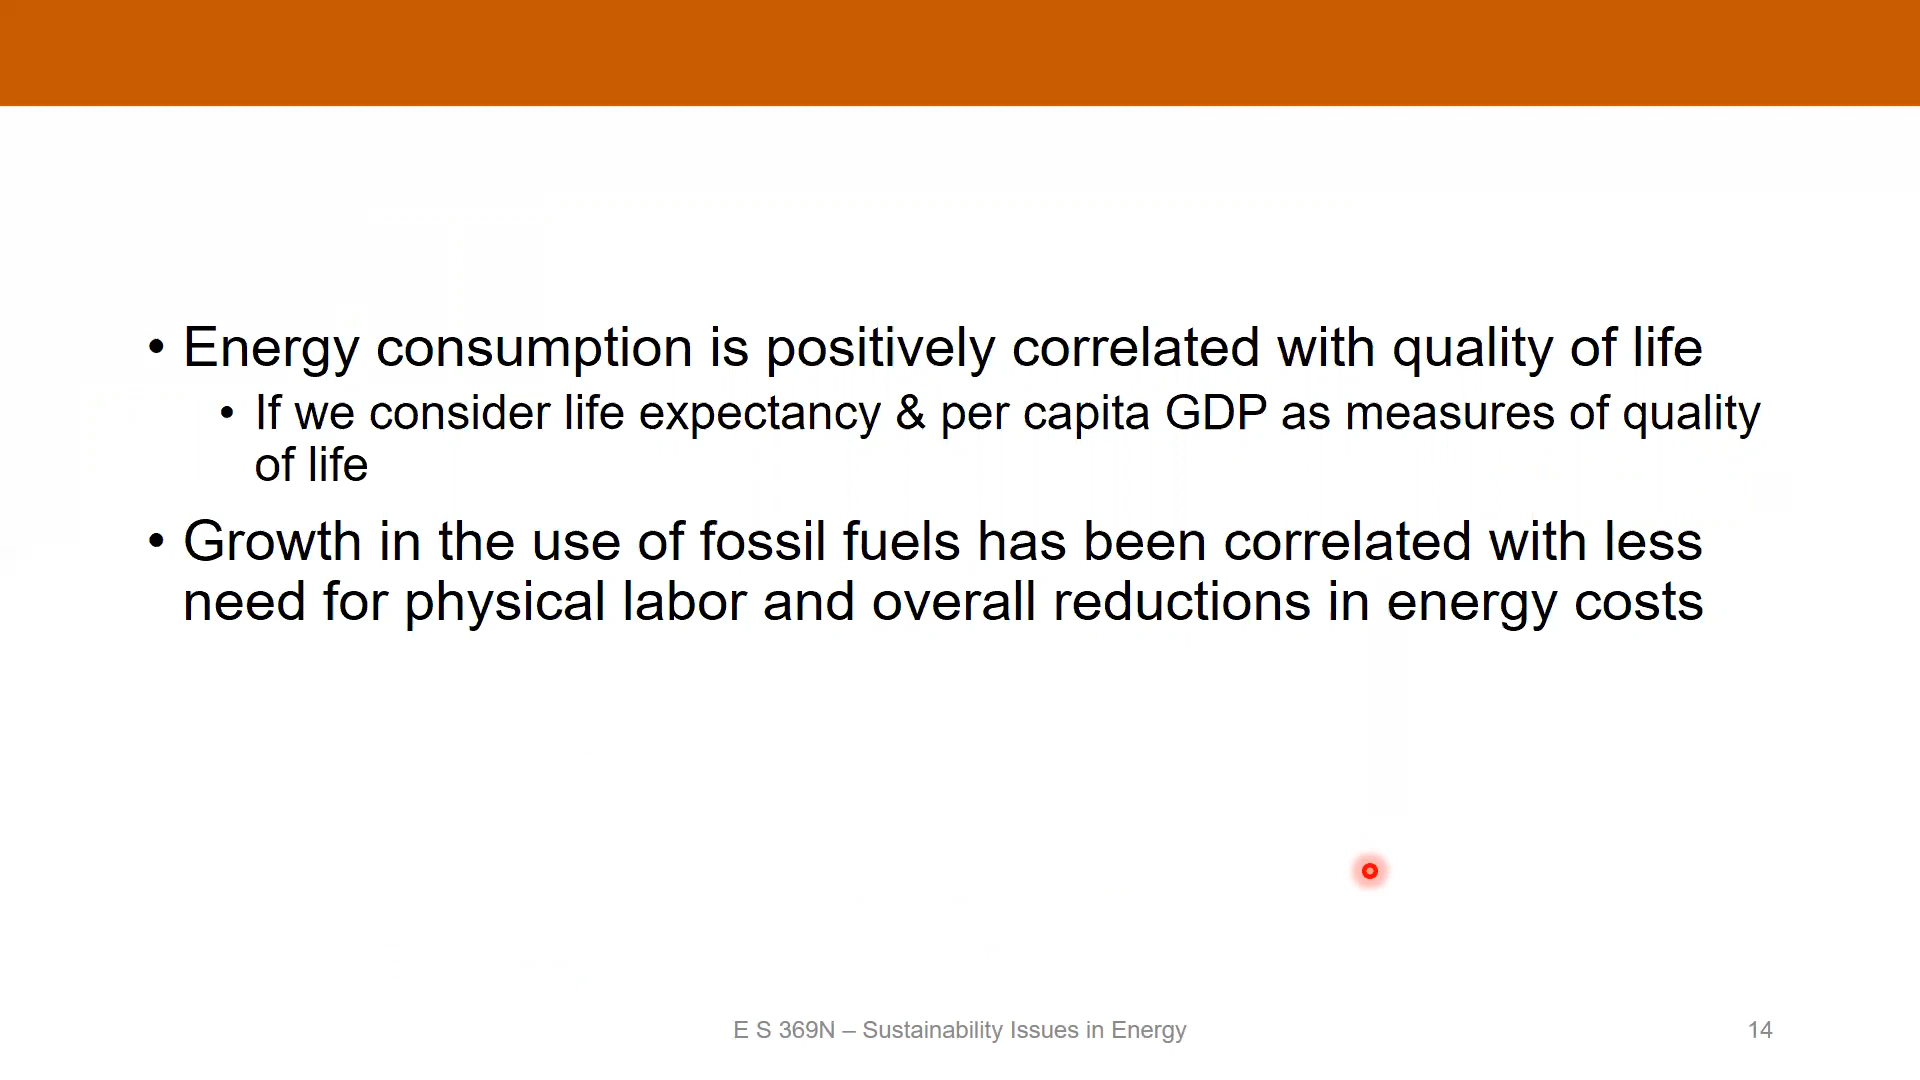 • Energy consumption is positively correlated with quality of life
• If we consider life expectancy & per capita GDP as measures of quality
of life
• Growth in the use of fossil fuels has been correlated with less
need for physical labor and overall reductions in energy costs
E S 369N – Sustainability Issues in Energy
14